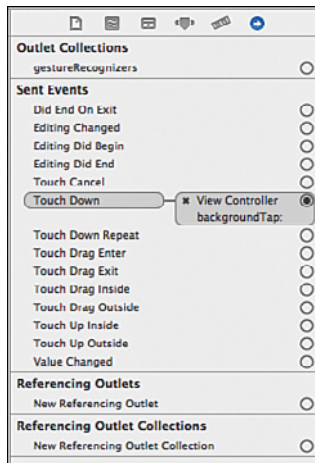 Outlet Collections
gestureRecognizers
Sent Events
Did End On Exit
Editing Changed
Editing Did Begin
Editing Did End
Touch Cancel
Touch Down
View Controller
backgroundTap:
Touch Down Repeat
Touch Drag Enter
Touch Drag Exit
Touch Drag Inside
Touch Drag Outside
Touch Up Inside
Touch Up Outside
Value Changed
Referencing Outlets
New Referencing Outlet
Referencing Outlet Collections
New Referencing Outlet Collection